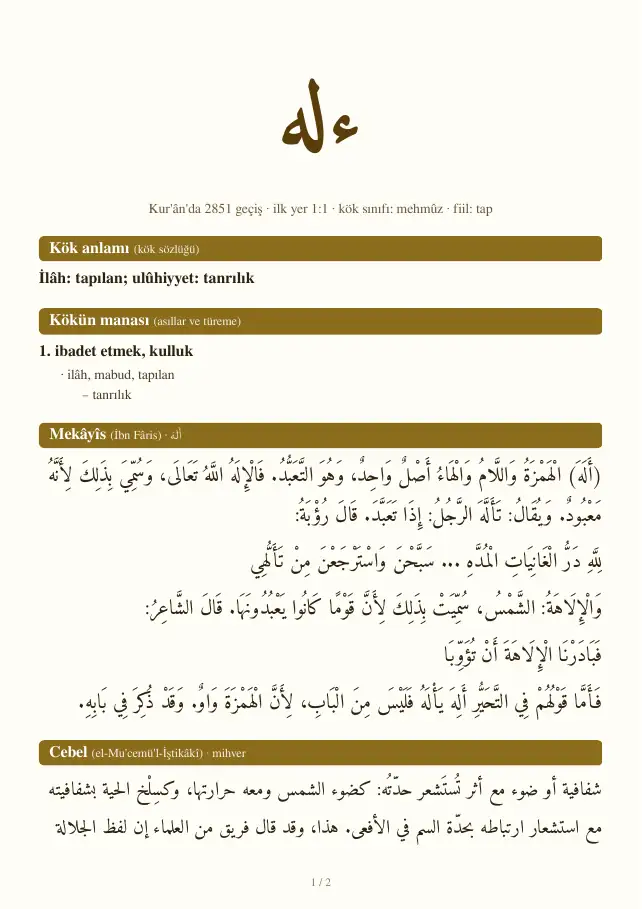 ءله
Kur'ân'da 2851 geçiş · ilk yer 1:1 · kök sınıfı: mehmûz · fiil: tap
Kök anlamı (kök sözlüğü)
İlâh: tapılan; ulûhiyyet: tanrılık
Kökün manası (asıllar ve türeme)
1. ibadet etmek, kulluk
· ilâh, mabud, tapılan
– tanrılık
Mekâyîs (İbn Fâris) · أله
(أَلَهَ) الْهَمْزَةُ وَاللَّامُ وَالْهَاءُ أَصْلٌ وَاحِدٌ، وَهُوَ التَّعَبُّدُ. فَالْإِلَهُ اللَّهُ تَعَالَى، وَسُمِّيَ بِذَلِكَ لِأَنَّهُ
مَعْبُودٌ. وَيُقَالُ: تَأَلَّهَ الرَّجُلُ: إِذَا تَعَبَّدَ. قَالَ رُؤْبَةُ:
لِلَّهِ دَرُّ الْغَانِيَاتِ الْمُدَّهِ ... سَبَّحْنَ وَاسْتَرْجَعْنَ مِنْ تَأَلُّهِي
وَالْإِلَاهَةُ: الشَّمْسُ، سُمِّيَتْ بِذَلِكَ لِأَنَّ قَوْمًا كَانُوا يَعْبُدُونَهَا. قَالَ الشَّاعِرُ:
فَبَادَرْنَا الْإِلَاهَةَ أَنْ تُؤَوِّبَا
فَأَمَّا قَوْلُهُمْ فِي التَّحَيُّرِ أَلِهَ يَأْلَهُ فَلَيْسَ مِنَ الْبَابِ، لِأَنَّ الْهَمْزَةَ وَاوٌ. وَقَدْ ذُكِرَ فِي بَابِهِ.
Cebel (el-Mu'cemü'l-İştikâkî) · mihver
شفافية أو ضوء مع أثر تُستَشعر حدّتُه: كضوء الشمس ومعه حرارتها، وكسِلْخ الحية بشفافيته
مع استشعار ارتباطه بحدّة السم في الأفعى. هذا، وقد قال فريق من العلماء إن لفظ الجلالة
1 / 2